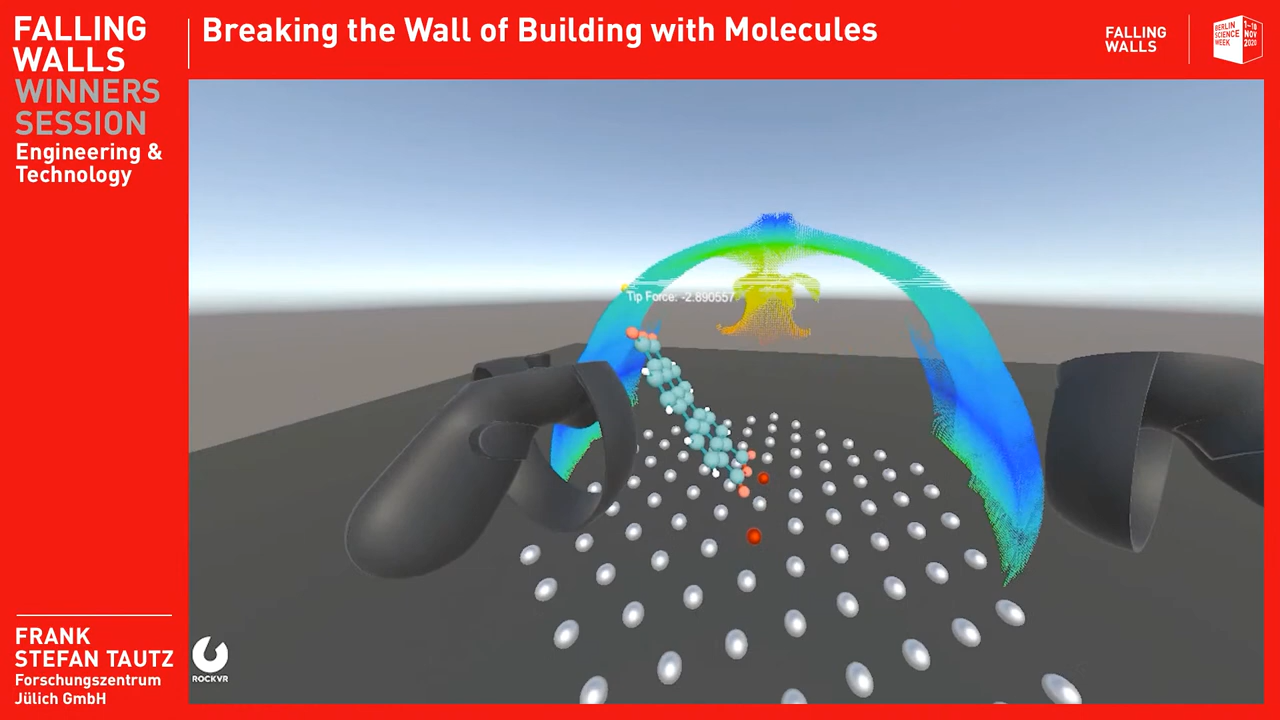 FALLING
WALLS
WINNERS
SESSION
Engineering &
Technology
Breaking the Wall of Building with Molecules
FALLING
WALLS
BERLIN
SCIENCE
WEEK
1–10
NOV
2020
Tip Force: -2.890557
FRANK
STEFAN TAUTZ
Forschungszentrum
Jülich GmbH
ROCKVR